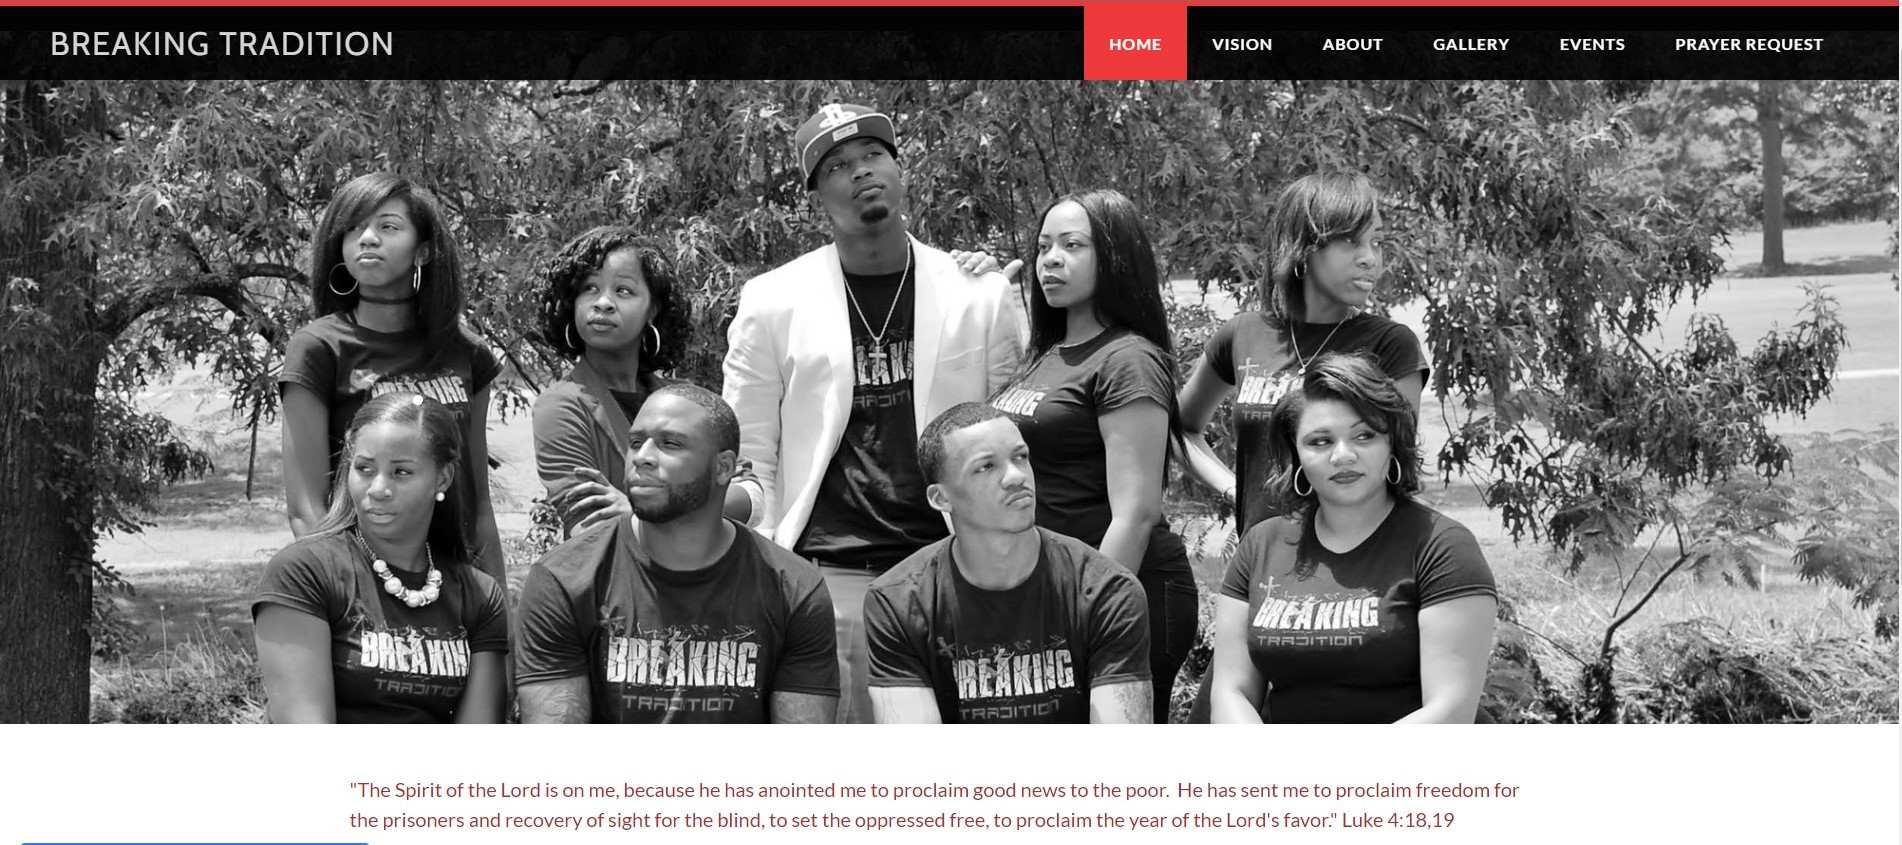 BREAKING TRADITION
HOME VISION ABOUT GALLERY EVENTS PRAYER REQUEST
BREAKING
BREAKING
TRADITION
BREAKING
TRADITION
BREAKING
TRADITION
"The Spirit of the Lord is on me, because he has anointed me to proclaim good news to the poor.  He has sent me to proclaim freedom for
the prisoners and recovery of sight for the blind, to set the oppressed free, to proclaim the year of the Lord's favor." Luke 4:18,19